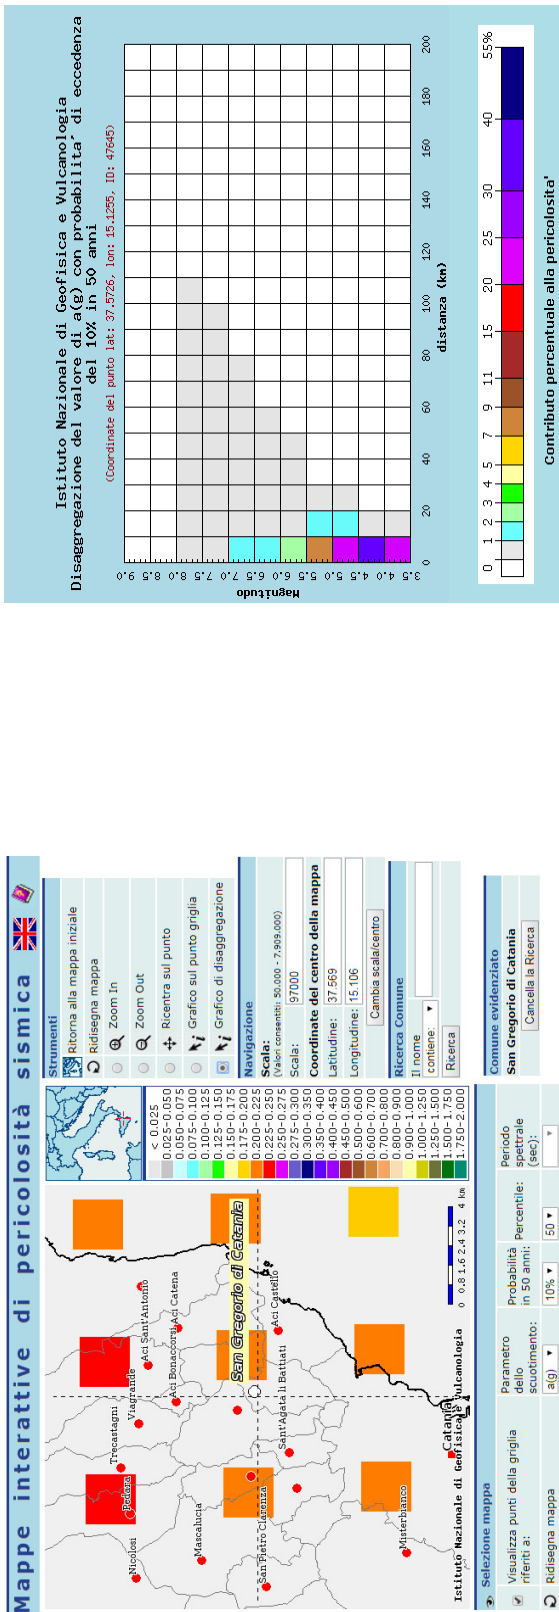 Mappe interattive di pericolosità sismica
Strumenti
Ritorna alla mappa iniziale
Ridisegna mappa
Zoom In
Zoom Out
Ricentra sul punto
Grafico sul punto griglia
Grafico di disaggregazione
Navigazione
Scala:
(Valori consentiti: 50.000 - 7.909.000)
Scala: 97000
Coordinate del centro della mappa
Latitudine: 37.569
Longitudine: 15.106
Cambia scala/centro
Ricerca Comune
Il nome
contiene:
Ricerca
Comune evidenziato
San Gregorio di Catania
Cancella la Ricerca
< 0.025
0.025-0.050
0.050-0.075
0.075-0.100
0.100-0.125
0.125-0.150
0.150-0.175
0.175-0.200
0.200-0.225
0.225-0.250
0.250-0.275
0.275-0.300
0.300-0.350
0.350-0.400
0.400-0.450
0.450-0.500
0.500-0.600
0.600-0.700
0.700-0.800
0.800-0.900
0.900-1.000
1.000-1.250
1.250-1.500
1.500-1.750
1.750-2.000
Nicolosi
Pedara
Trecastagni
Viagrande
Aci Sant'Antonio
Mascalucia
Aci Bonaccorsi
Aci Catena
San Gregorio di Catania
San Pietro Clarenza
Sant'Agata li Battiati
Aci Castello
Misterbianco
Catania
0 0.8 1.6 2.4 3.2 4 km
Istituto Nazionale di Geofisica e Vulcanologia
Selezione mappa
Visualizza punti della griglia
riferiti a:
Parametro
dello
scuotimento:
a(g)
Probabilità
in 50 anni:
10%
Percentile:
50
Periodo
spettrale
(sec):
Ridisegna mappa
Istituto Nazionale di Geofisica e Vulcanologia
Disaggregazione del valore di a(g) con probabilita' di eccedenza
del 10% in 50 anni
(Coordinate del punto lat: 37.5726, lon: 15.1255, ID: 47645)
Magnitudo
9.0
8.5
8.0
7.5
7.0
6.5
6.0
5.5
5.0
4.5
4.0
3.5
0 20 40 60 80 100 120 140 160 180 200
distanza (km)
0 1 2 3 4 5 7 9 11 15 20 25 30 40 55%
Contributo percentuale alla pericolosita'